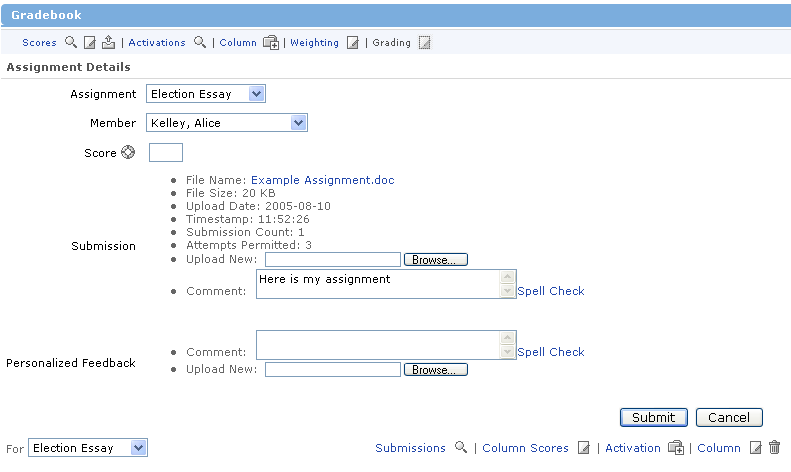 Gradebook
Scores | Activations | Column | Weighting | Grading
Assignment Details
Assignment Election Essay
Member Kelley, Alice
Score
File Name: Example Assignment.doc
File Size: 20 KB
Upload Date: 2005-08-10
Timestamp: 11:52:26
Submission Count: 1
Submission
Attempts Permitted: 3
Upload New: Browse...
Here is my assignment
Comment: Spell Check
Comment: Spell Check
Personalized Feedback
Upload New: Browse...
Submit Cancel
For Election Essay Submissions | Column Scores | Activation | Column